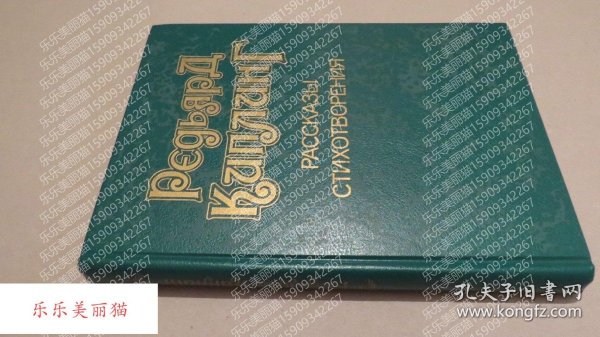 Редьярд
Киплинг
РАССКАЗЫ
СТИХОТВОРЕНИЯ
乐乐美丽猫15909342267
乐乐美丽猫
孔夫子旧书网
www.kongfz.com